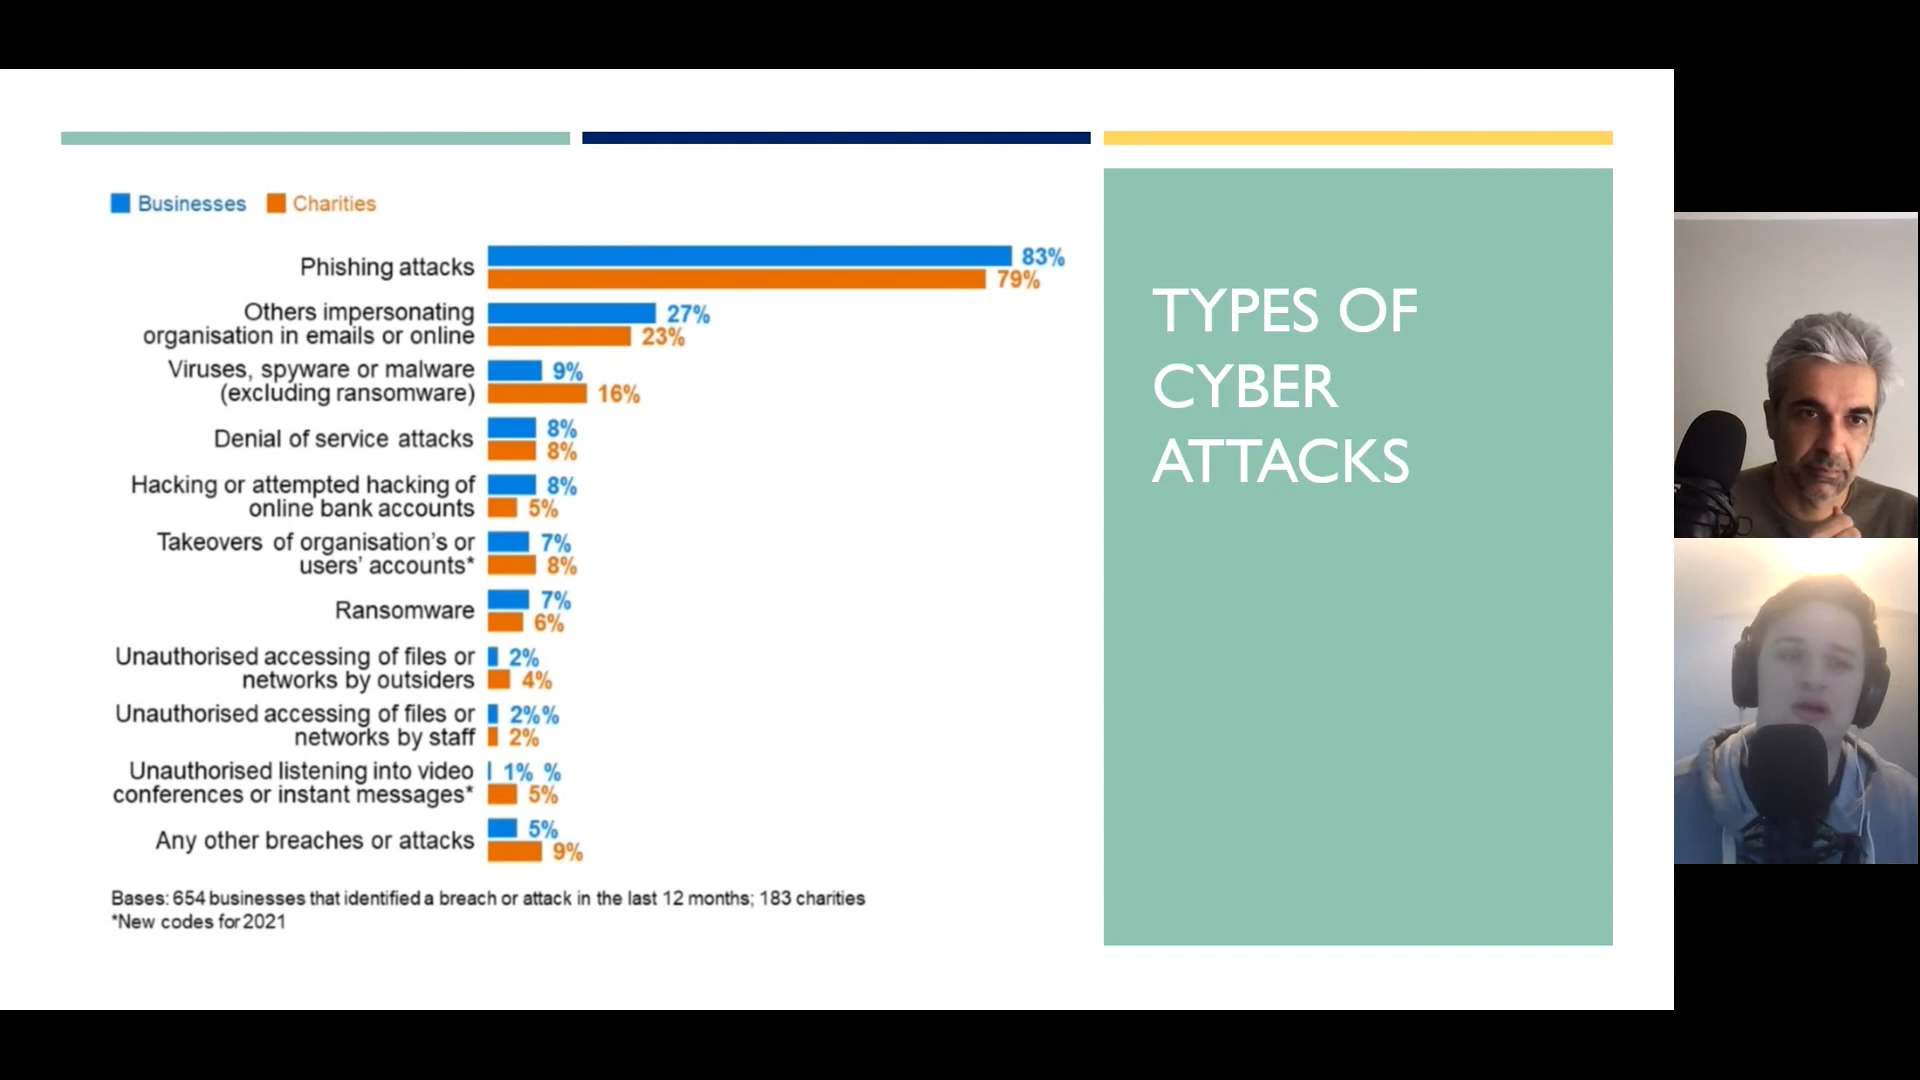 Businesses Charities
Phishing attacks
83%
79%
Others impersonating
organisation in emails or online
27%
23%
Viruses, spyware or malware
(excluding ransomware)
9%
16%
Denial of service attacks
8%
8%
Hacking or attempted hacking of
online bank accounts
8%
5%
Takeovers of organisation's or
users' accounts*
7%
8%
Ransomware
7%
6%
Unauthorised accessing of files or
networks by outsiders
2%
4%
Unauthorised accessing of files or
networks by staff
2%%
2%
Unauthorised listening into video
conferences or instant messages*
1% %
5%
Any other breaches or attacks
5%
9%
Bases: 654 businesses that identified a breach or attack in the last 12 months; 183 charities
*New codes for 2021
TYPES OF
CYBER
ATTACKS